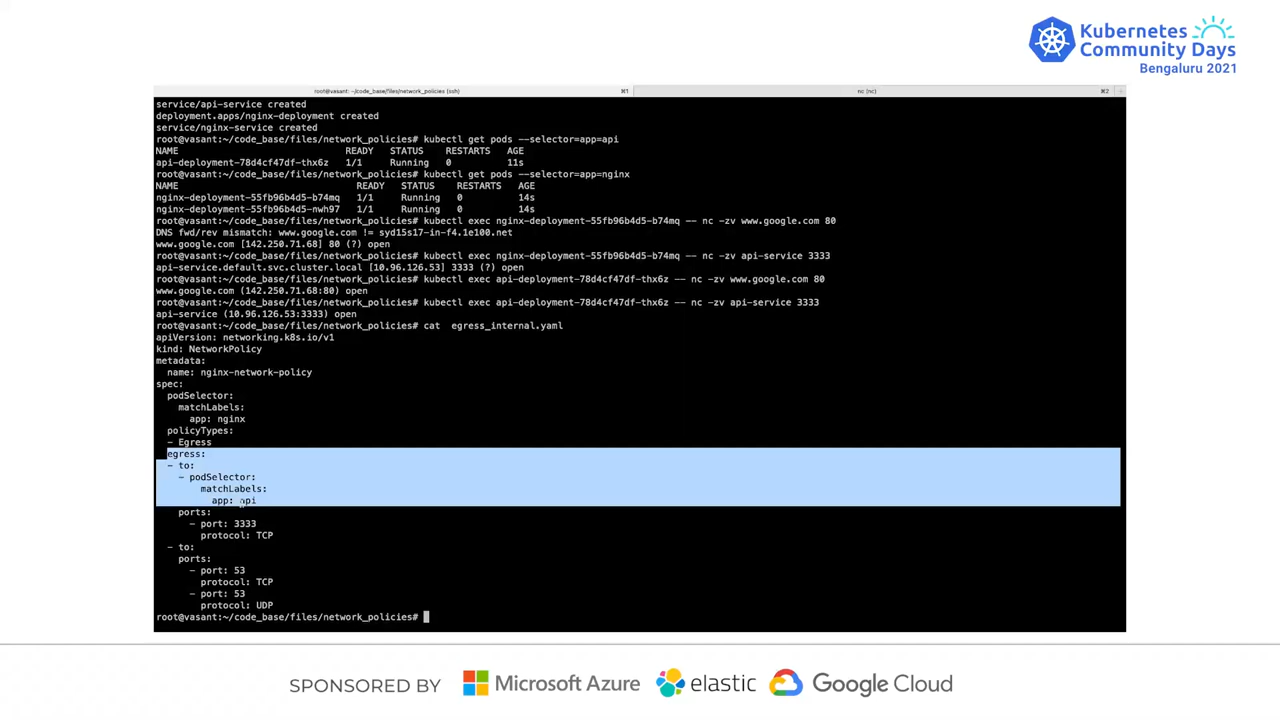 Kubernetes
Community Days
Bengaluru 2021
root@vasant:~/code_base/files/network_policies (ssh)
⌘1
nc (nc)
⌘2
+
service/api-service created
deployment.apps/nginx-deployment created
service/nginx-service created
root@vasant:~/code_base/files/network_policies# kubectl get pods --selector=app=api
NAME READY STATUS RESTARTS AGE
api-deployment-78d4cf47df-thx6z 1/1 Running 0 11s
root@vasant:~/code_base/files/network_policies# kubectl get pods --selector=app=nginx
NAME READY STATUS RESTARTS AGE
nginx-deployment-55fb96b4d5-b74mq 1/1 Running 0 14s
nginx-deployment-55fb96b4d5-nwh97 1/1 Running 0 14s
root@vasant:~/code_base/files/network_policies# kubectl exec nginx-deployment-55fb96b4d5-b74mq -- nc -zv www.google.com 80
DNS fwd/rev mismatch: www.google.com != syd15s17-in-f4.1e100.net
www.google.com [142.250.71.68] 80 (?) open
root@vasant:~/code_base/files/network_policies# kubectl exec nginx-deployment-55fb96b4d5-b74mq -- nc -zv api-service 3333
api-service.default.svc.cluster.local [10.96.126.53] 3333 (?) open
root@vasant:~/code_base/files/network_policies# kubectl exec api-deployment-78d4cf47df-thx6z -- nc -zv www.google.com 80
www.google.com (142.250.71.68:80) open
root@vasant:~/code_base/files/network_policies# kubectl exec api-deployment-78d4cf47df-thx6z -- nc -zv api-service 3333
api-service (10.96.126.53:3333) open
root@vasant:~/code_base/files/network_policies# cat  egress_internal.yaml
apiVersion: networking.k8s.io/v1
kind: NetworkPolicy
metadata:
  name: nginx-network-policy
spec:
  podSelector:
    matchLabels:
      app: nginx
  policyTypes:
  - Egress
  egress:
  - to:
    - podSelector:
        matchLabels:
          app: api
    ports:
      - port: 3333
        protocol: TCP
  - to:
    ports:
      - port: 53
        protocol: TCP
      - port: 53
        protocol: UDP
root@vasant:~/code_base/files/network_policies#
SPONSORED BY Microsoft Azure elastic Google Cloud